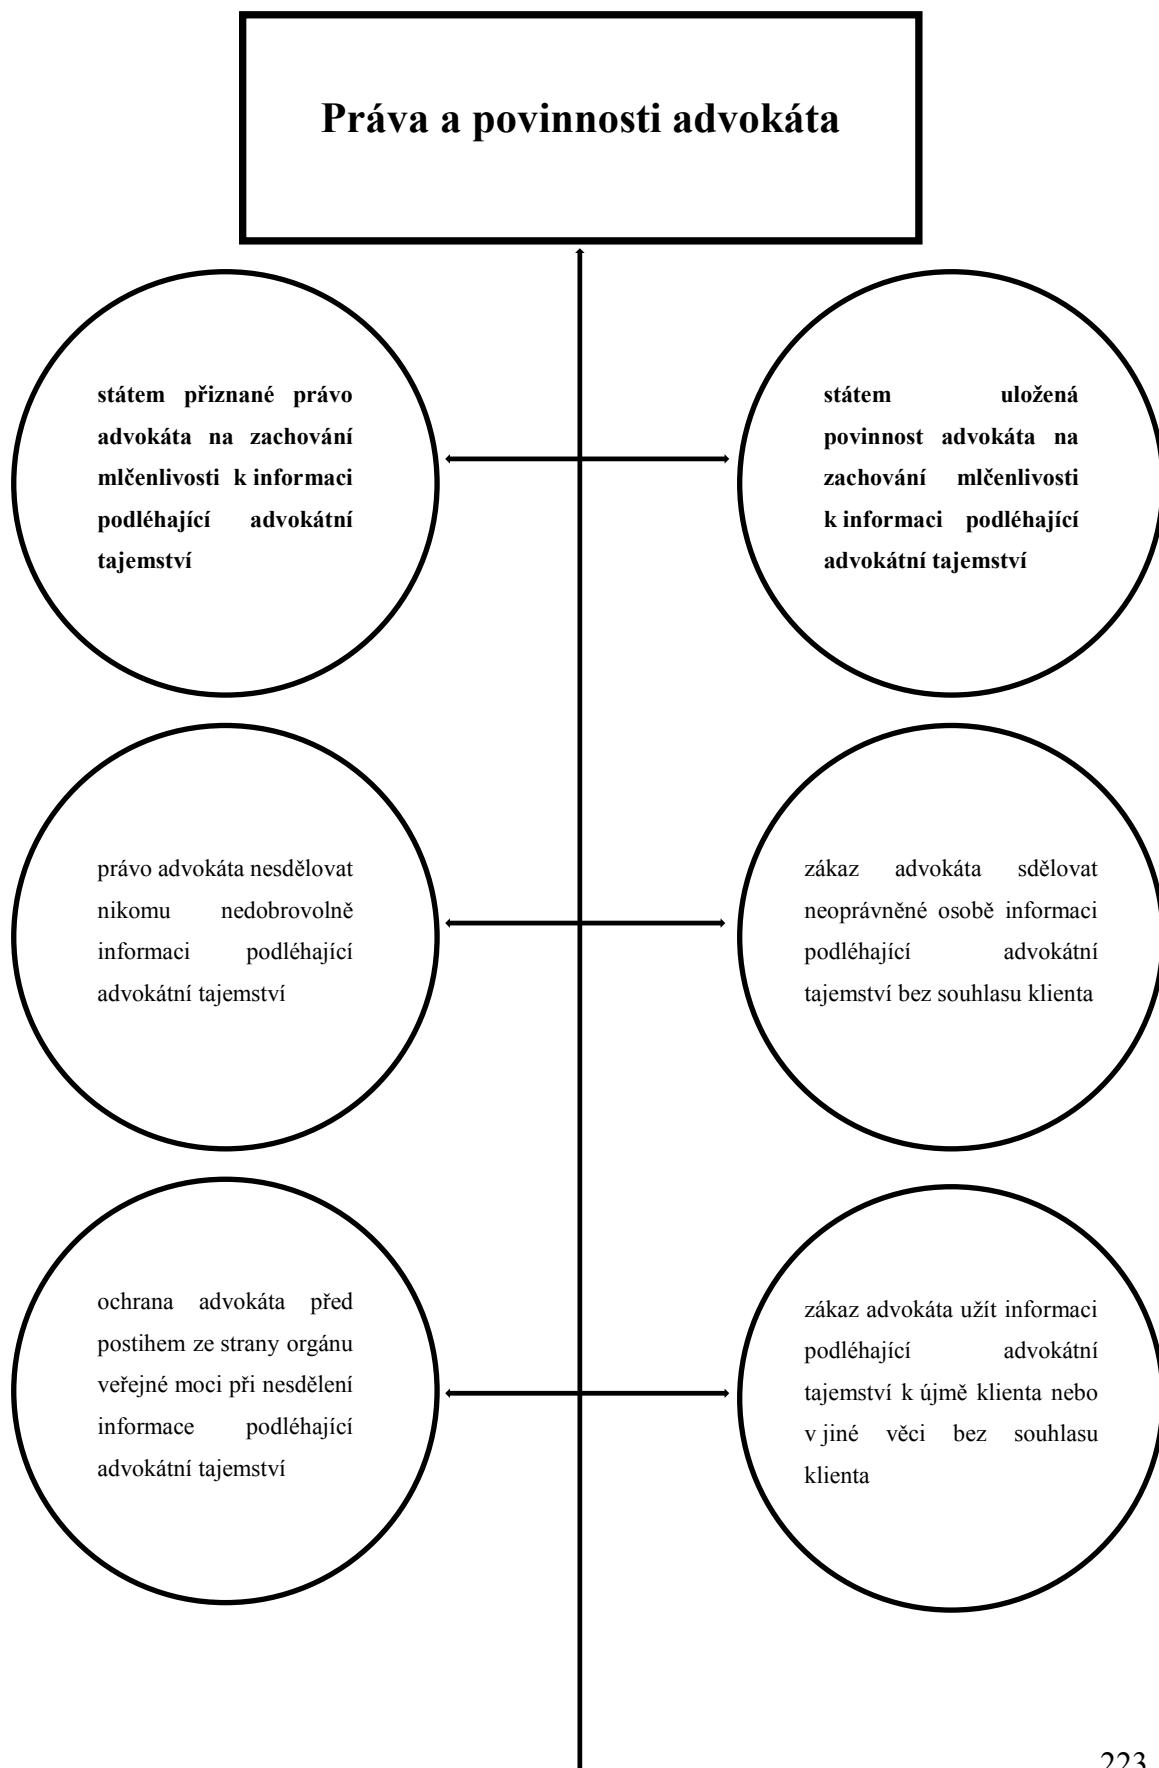 Práva a povinnosti advokáta
státem přiznané právo
advokáta na zachování
mlčenlivosti k informaci
podléhající advokátní
tajemství
státem uložená
povinnost advokáta na
zachování mlčenlivosti
k informaci podléhající
advokátní tajemství
právo advokáta nesdělovat
nikomu nedobrovolně
informaci podléhající
advokátní tajemství
zákaz advokáta sdělovat
neoprávněné osobě informaci
podléhající advokátní
tajemství bez souhlasu klienta
ochrana advokáta před
postihem ze strany orgánu
veřejné moci při nesdělení
informace podléhající
advokátní tajemství
zákaz advokáta užít informaci
podléhající advokátní
tajemství k újmě klienta nebo
v jiné věci bez souhlasu
klienta
223